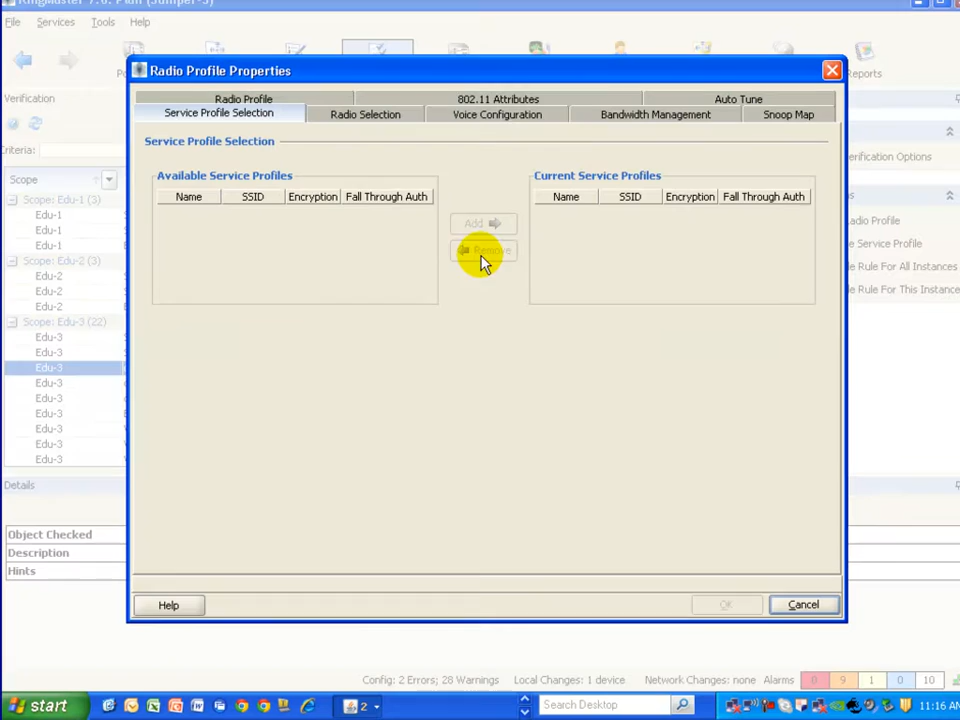 RingMaster 7.6: Plan (Jumper-3)
File Services Tools Help
Reports
Radio Profile Properties
Verification
Radio Profile 802.11 Attributes Auto Tune
Service Profile Selection Radio Selection Voice Configuration Bandwidth Management Snoop Map
Service Profile Selection
Criteria:
erification Options
Available Service Profiles Current Service Profiles
Scope
Name SSID Encryption Fall Through Auth Name SSID Encryption Fall Through Auth
Scope: Edu-1 (3)
Edu-1
Add
Radio Profile
Edu-1
Edu-1
Remove
e Service Profile
Scope: Edu-2 (3)
e Rule For All Instances
Edu-2
Edu-2
e Rule For This Instance
Edu-2
Scope: Edu-3 (22)
Edu-3
Edu-3
Edu-3
Edu-3
Edu-3
Edu-3
Edu-3
Edu-3
Edu-3
Details
Object Checked
Description
Hints
Help OK Cancel
Config: 2 Errors; 28 Warnings Local Changes: 1 device Network Changes: none Alarms 0 9 1 0 10
start 2 Search Desktop 11:16 AM